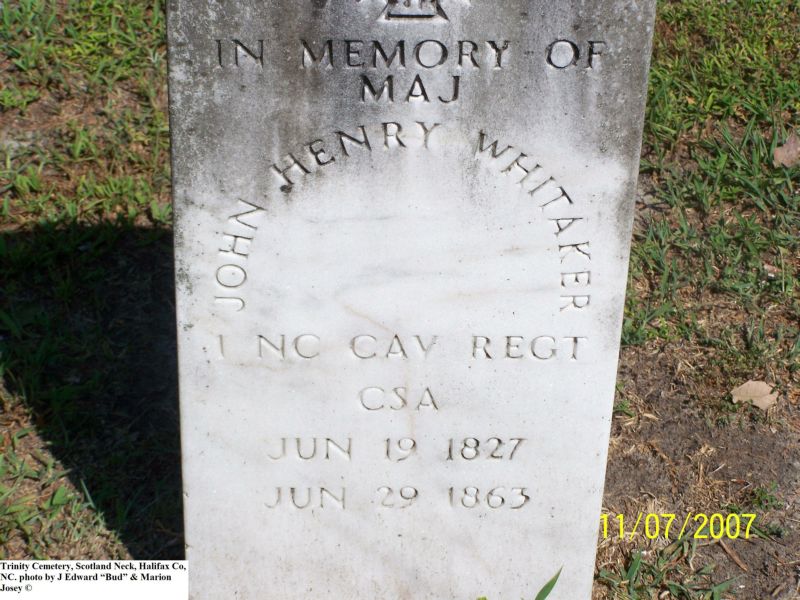 IN MEMORY OF
MAJ
JOHN HENRY WHITAKER
1 NC CAV REGT
CSA
JUN 19 1827
JUN 29 1863
11/07/2007
Trinity Cemetery, Scotland Neck, Halifax Co,
NC. photo by J Edward “Bud” & Marion
Josey ©